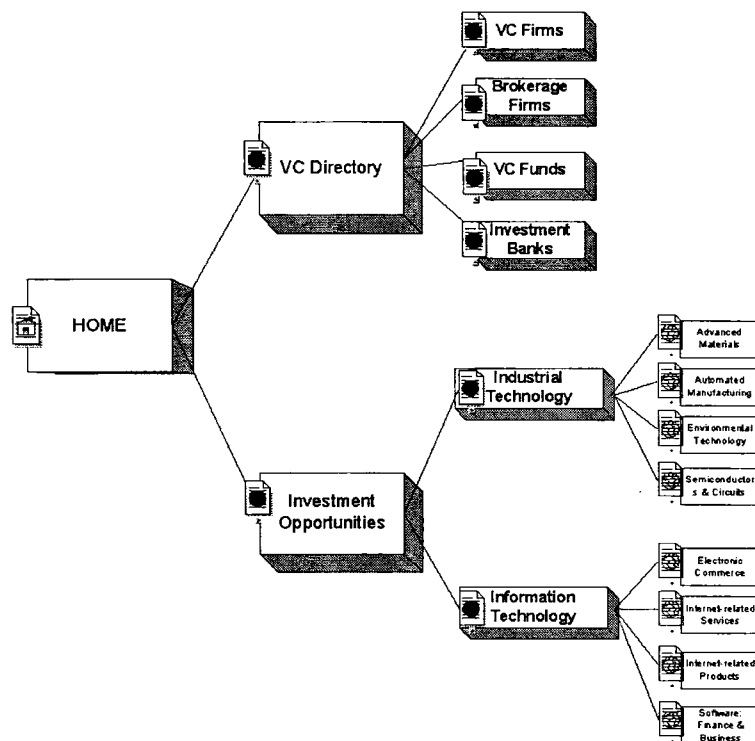 VC Firms
Brokerage
Firms
VC Directory
VC Funds
Investment
Banks
HOME
Advanced
Materials
Industrial
Technology
Automated
Manufacturing
Environmental
Technology
Semiconductor
s & Circuits
Investment
Opportunities
Electronic
Commerce
Information
Technology
Internet-related
Services
Internet-related
Products
Software:
Finance &
Business